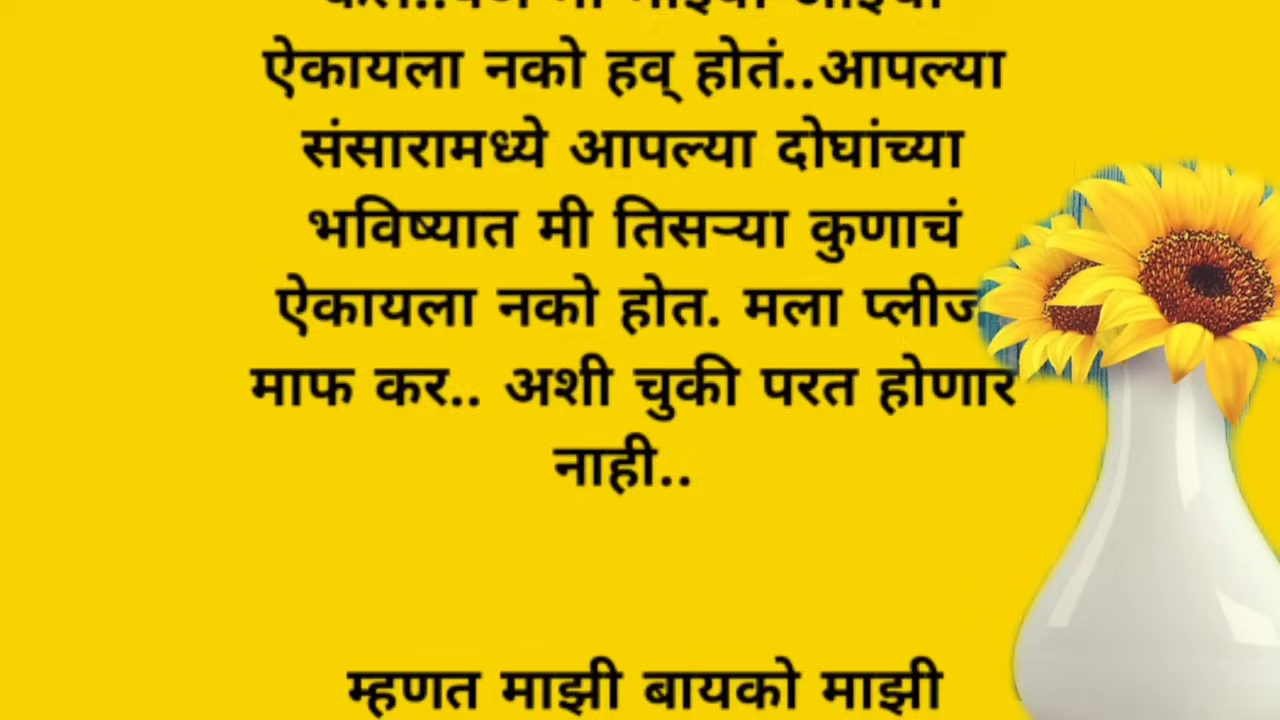 ऐकायला नको हव् होतं..आपल्या
संसारामध्ये आपल्या दोघांच्या
भविष्यात मी तिसऱ्या कुणाचं
ऐकायला नको होत. मला प्लीज
माफ कर.. अशी चुकी परत होणार
नाही..
म्हणत माझी बायको माझी